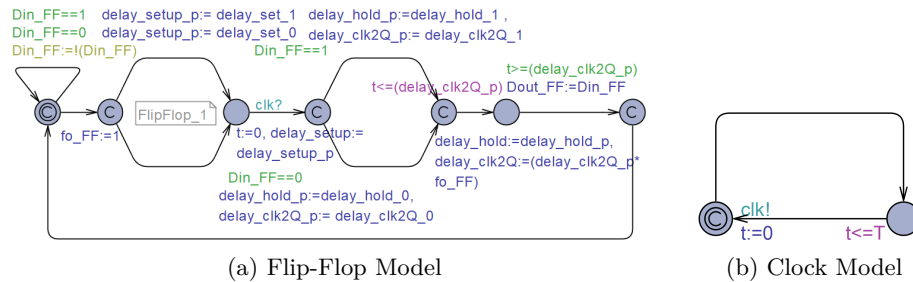 Din_FF==1 delay_setup_p:= delay_set_1 delay_hold_p:=delay_hold_1 ,
Din_FF==0 delay_setup_p:= delay_set_0 delay_clk2Q_p:= delay_clk2Q_1
Din_FF:=!(Din_FF)
Din_FF==1
t>=(delay_clk2Q_p)
t<=(delay_clk2Q_p) Dout_FF:=Din_FF
C
C
FlipFlop_1
clk?
C
C
C
fo_FF:=1
t:=0, delay_setup:=
delay_setup_p
delay_hold:=delay_hold_p,
delay_clk2Q:=(delay_clk2Q_p*
fo_FF)
Din_FF==0
delay_hold_p:=delay_hold_0,
delay_clk2Q_p:= delay_clk2Q_0
clk!
C
t:=0
t<=T
(a) Flip-Flop Model
(b) Clock Model